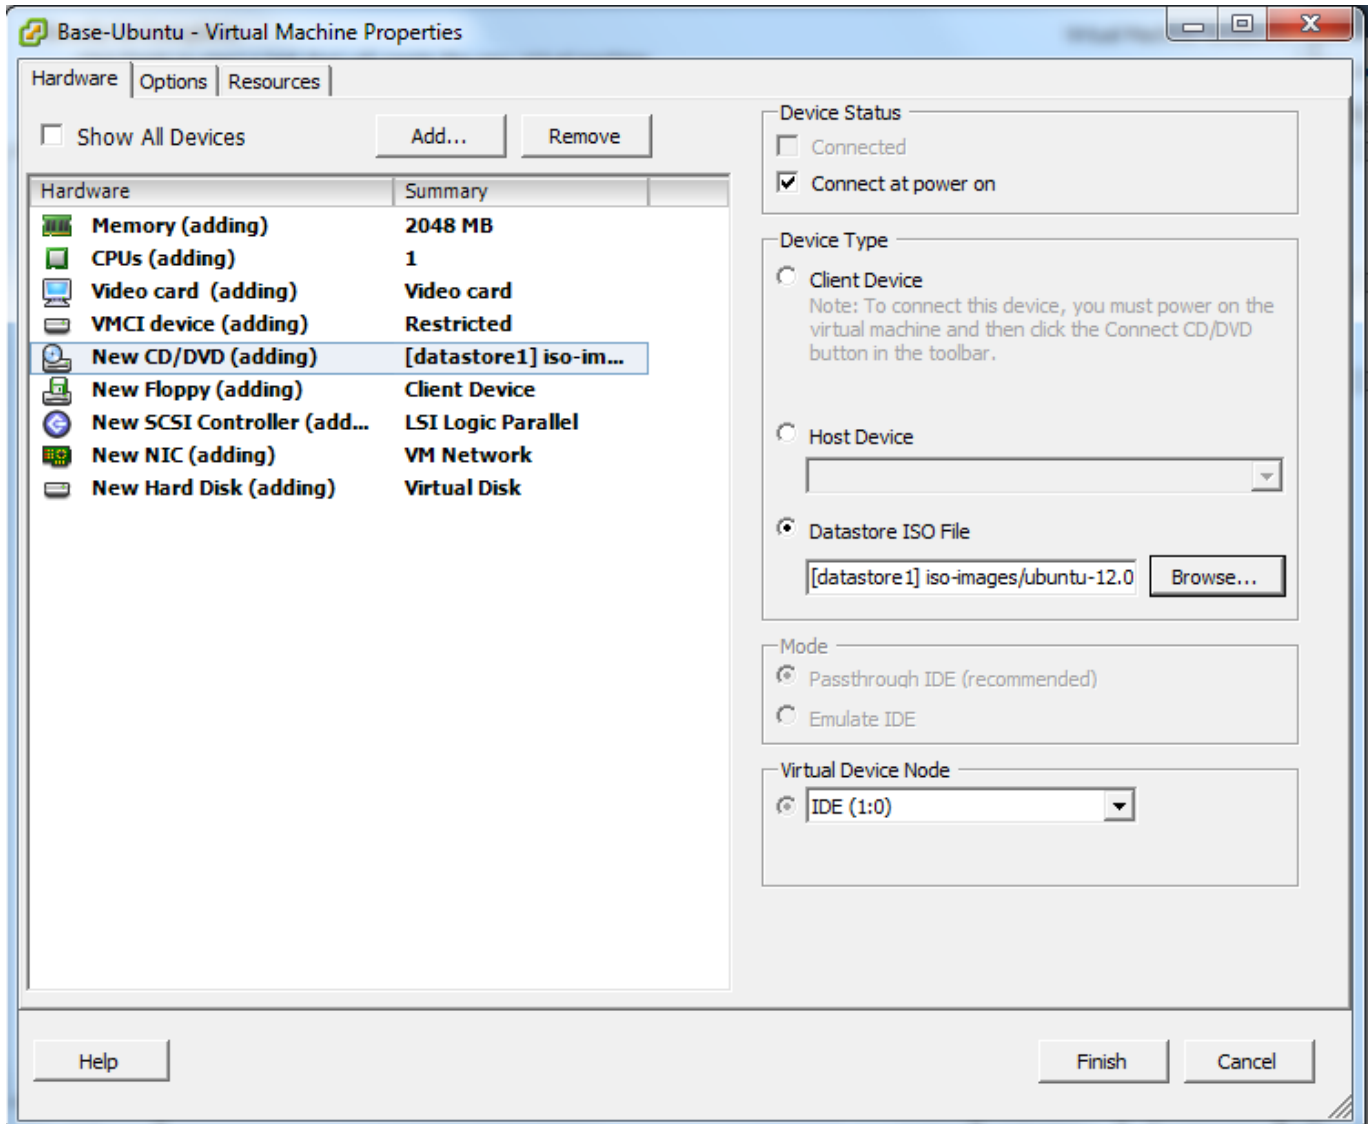 Base-Ubuntu - Virtual Machine Properties
Hardware Options Resources
Show All Devices Add... Remove
Hardware Summary
Memory (adding) 2048 MB
CPUs (adding) 1
Video card (adding) Video card
VMCI device (adding) Restricted
New CD/DVD (adding) [datastore1] iso-im...
New Floppy (adding) Client Device
New SCSI Controller (add... LSI Logic Parallel
New NIC (adding) VM Network
New Hard Disk (adding) Virtual Disk
Device Status
Connected
Connect at power on
Device Type
Client Device
Note: To connect this device, you must power on the
virtual machine and then click the Connect CD/DVD
button in the toolbar.
Host Device
Datastore ISO File
[datastore1] iso-images/ubuntu-12.0 Browse...
Mode
Passthrough IDE (recommended)
Emulate IDE
Virtual Device Node
IDE (1:0)
Help Finish Cancel